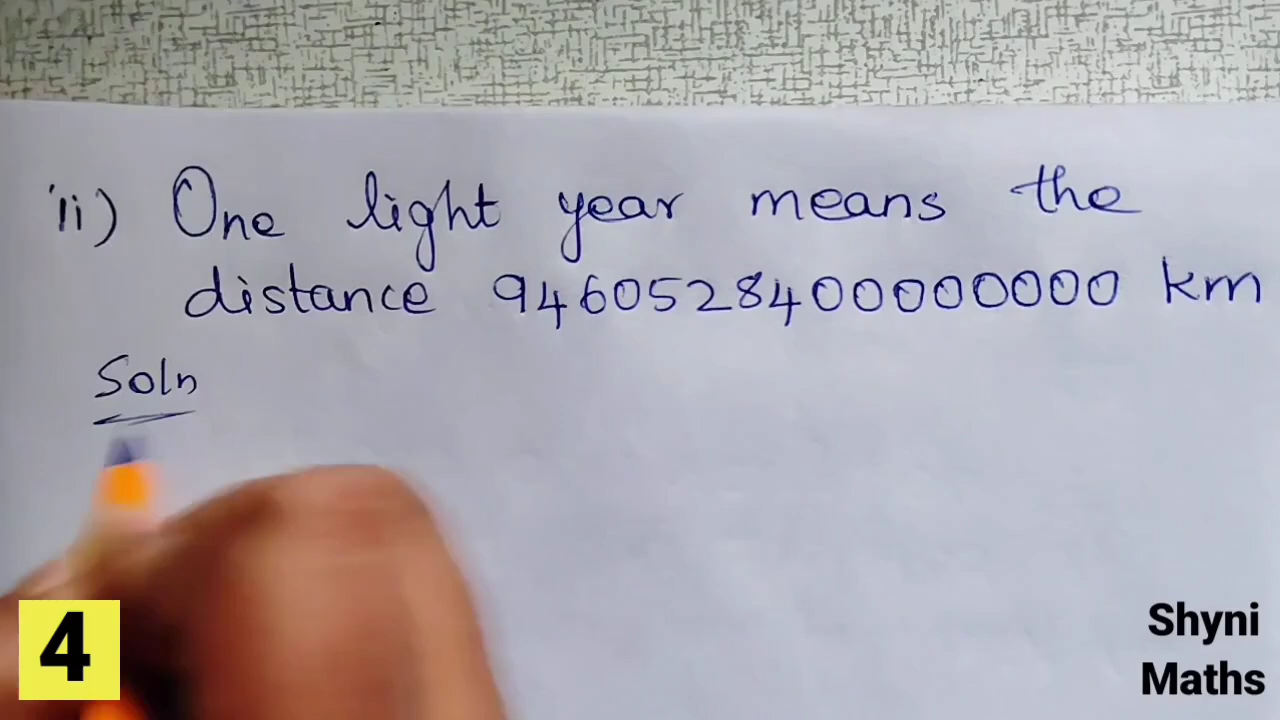 ii) One light year means the
distance 9460528400000000 km
Soln
4
Shyni
Maths